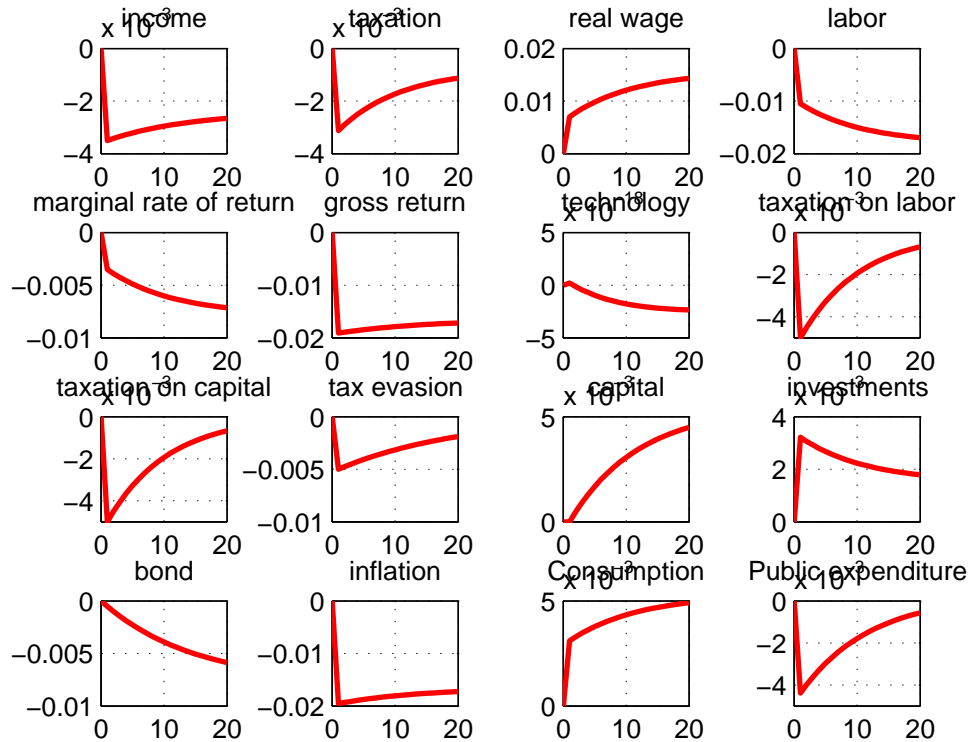 income
x 10⁻³
0
−2
−4
0 10 20
taxation
x 10⁻³
0
−2
−4
0 10 20
real wage
0.02
0.01
0
0 10 20
labor
0
−0.01
−0.02
0 10 20
marginal rate of return
0
−0.005
−0.01
0 10 20
gross return
0
−0.01
−0.02
0 10 20
technology
x 10⁻¹⁸
5
0
−5
0 10 20
taxation on labor
x 10⁻³
0
−2
−4
0 10 20
taxation on capital
x 10⁻³
0
−2
−4
0 10 20
tax evasion
0
−0.005
−0.01
0 10 20
capital
x 10⁻³
5
0
0 10 20
investments
x 10⁻³
4
2
0
0 10 20
bond
0
−0.005
−0.01
0 10 20
inflation
0
−0.01
−0.02
0 10 20
Consumption
x 10⁻³
5
0
0 10 20
Public expenditure
x 10⁻³
0
−2
−4
0 10 20